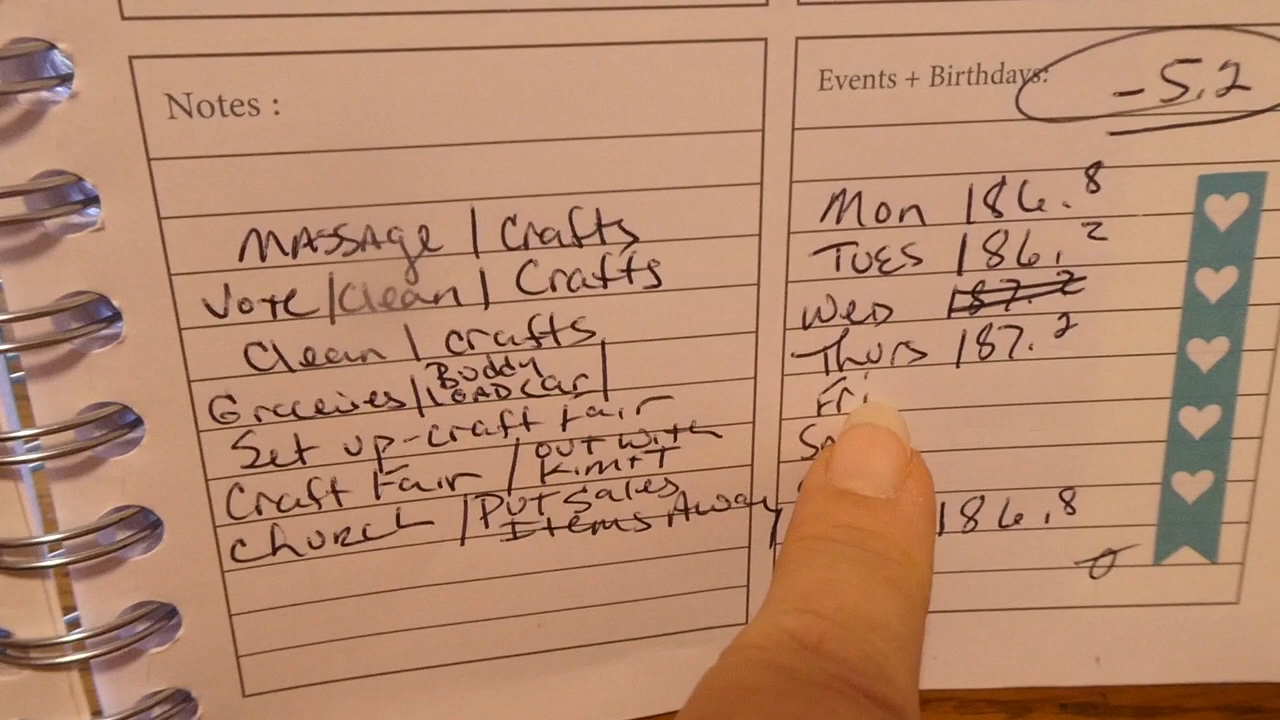 Notes :
MASSAge | Crafts
Vote | Clean | Crafts
Clean | crafts
Groceries | Buddy LOAD Car |
Set up-craft Fair
Craft Fair | OUT With Kim + T
Church | PUT Sales Items Away
Events + Birthdays:
-5.2
Mon 186.8
TUES 186.2
WED 187.2
Thurs 187.2
Fri
186.8
0